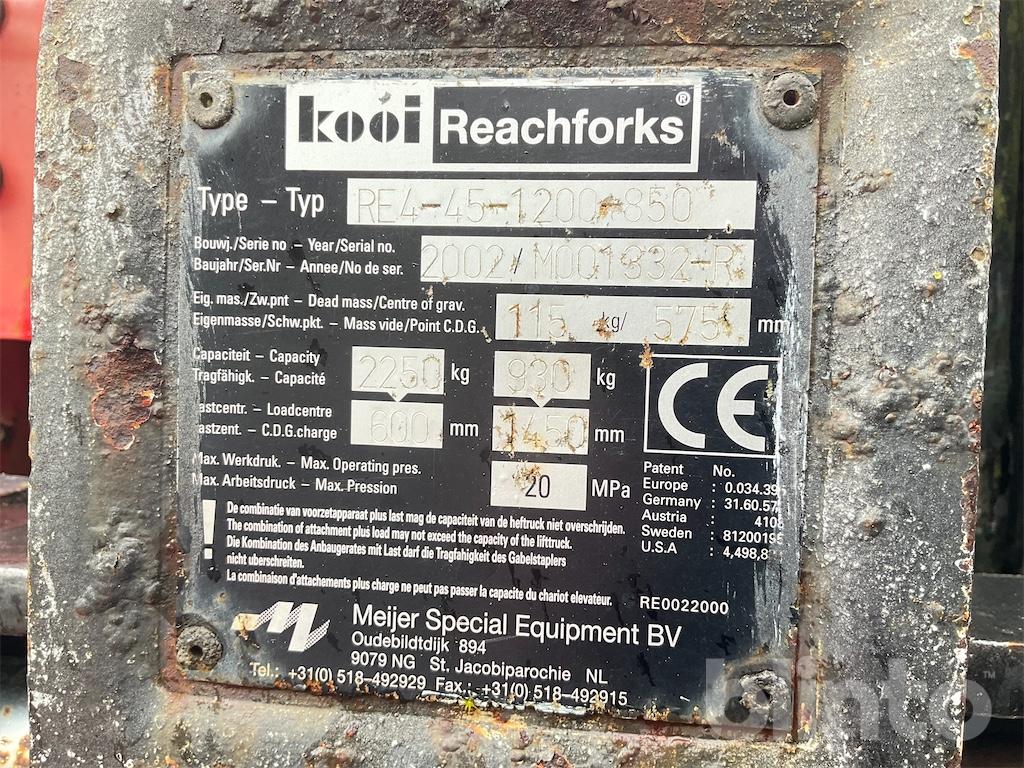 kooi Reachforks ®
Type – Typ RE4-45-1200-850
Bouwj./Serie no – Year/Serial no.
Baujahr/Ser.Nr – Annee/No de ser.
2002/M001332-R
Eig. mas./Zw.pnt – Dead mass/Centre of grav.
Eigenmasse/Schw.pkt. – Mass vide/Point C.D.G.
115 kg/ 575 mm
Capaciteit – Capacity
Tragfähigk. – Capacité
2250 kg 930 kg
astcentr. – Loadcentre
astzent. – C.D.G.charge
600 mm 1450 mm
Max. Werkdruk. – Max. Operating pres.
Max. Arbeitsdruck – Max. Pression
20 MPa
CE
Patent No.
Europe : 0.034.39
Germany : 31.60.57
Austria : 410
Sweden : 8120019
U.S.A : 4,498,8
! De combinatie van voorzetapparaat plus last mag de capaciteit van de heftruck niet overschrijden.
The combination of attachment plus load may not exceed the capacity of the lifttruck.
Die Kombination des Anbaugerates mit Last darf die Tragfahigkeit des Gabelstaplers
nicht uberschreiten.
La combinaison d'attachements plus charge ne peut pas passer la capacite du chariot elevateur.
RE0022000
Meijer Special Equipment BV
Oudebildtdijk 894
9079 NG St. Jacobiparochie NL
Tel.: +31(0) 518-492929 Fax.: +31(0) 518-492915
blinto™